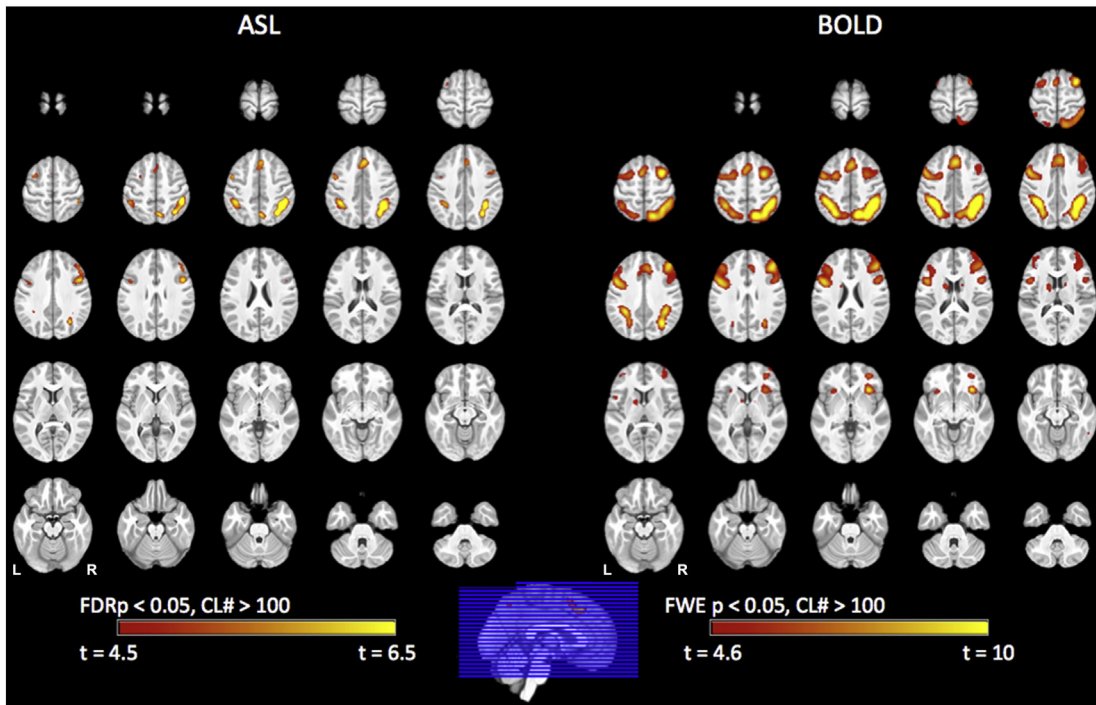 ASL
BOLD
L R
L R
FDRp < 0.05, CL# > 100
t = 4.5 t = 6.5
FWE p < 0.05, CL# > 100
t = 4.6 t = 10